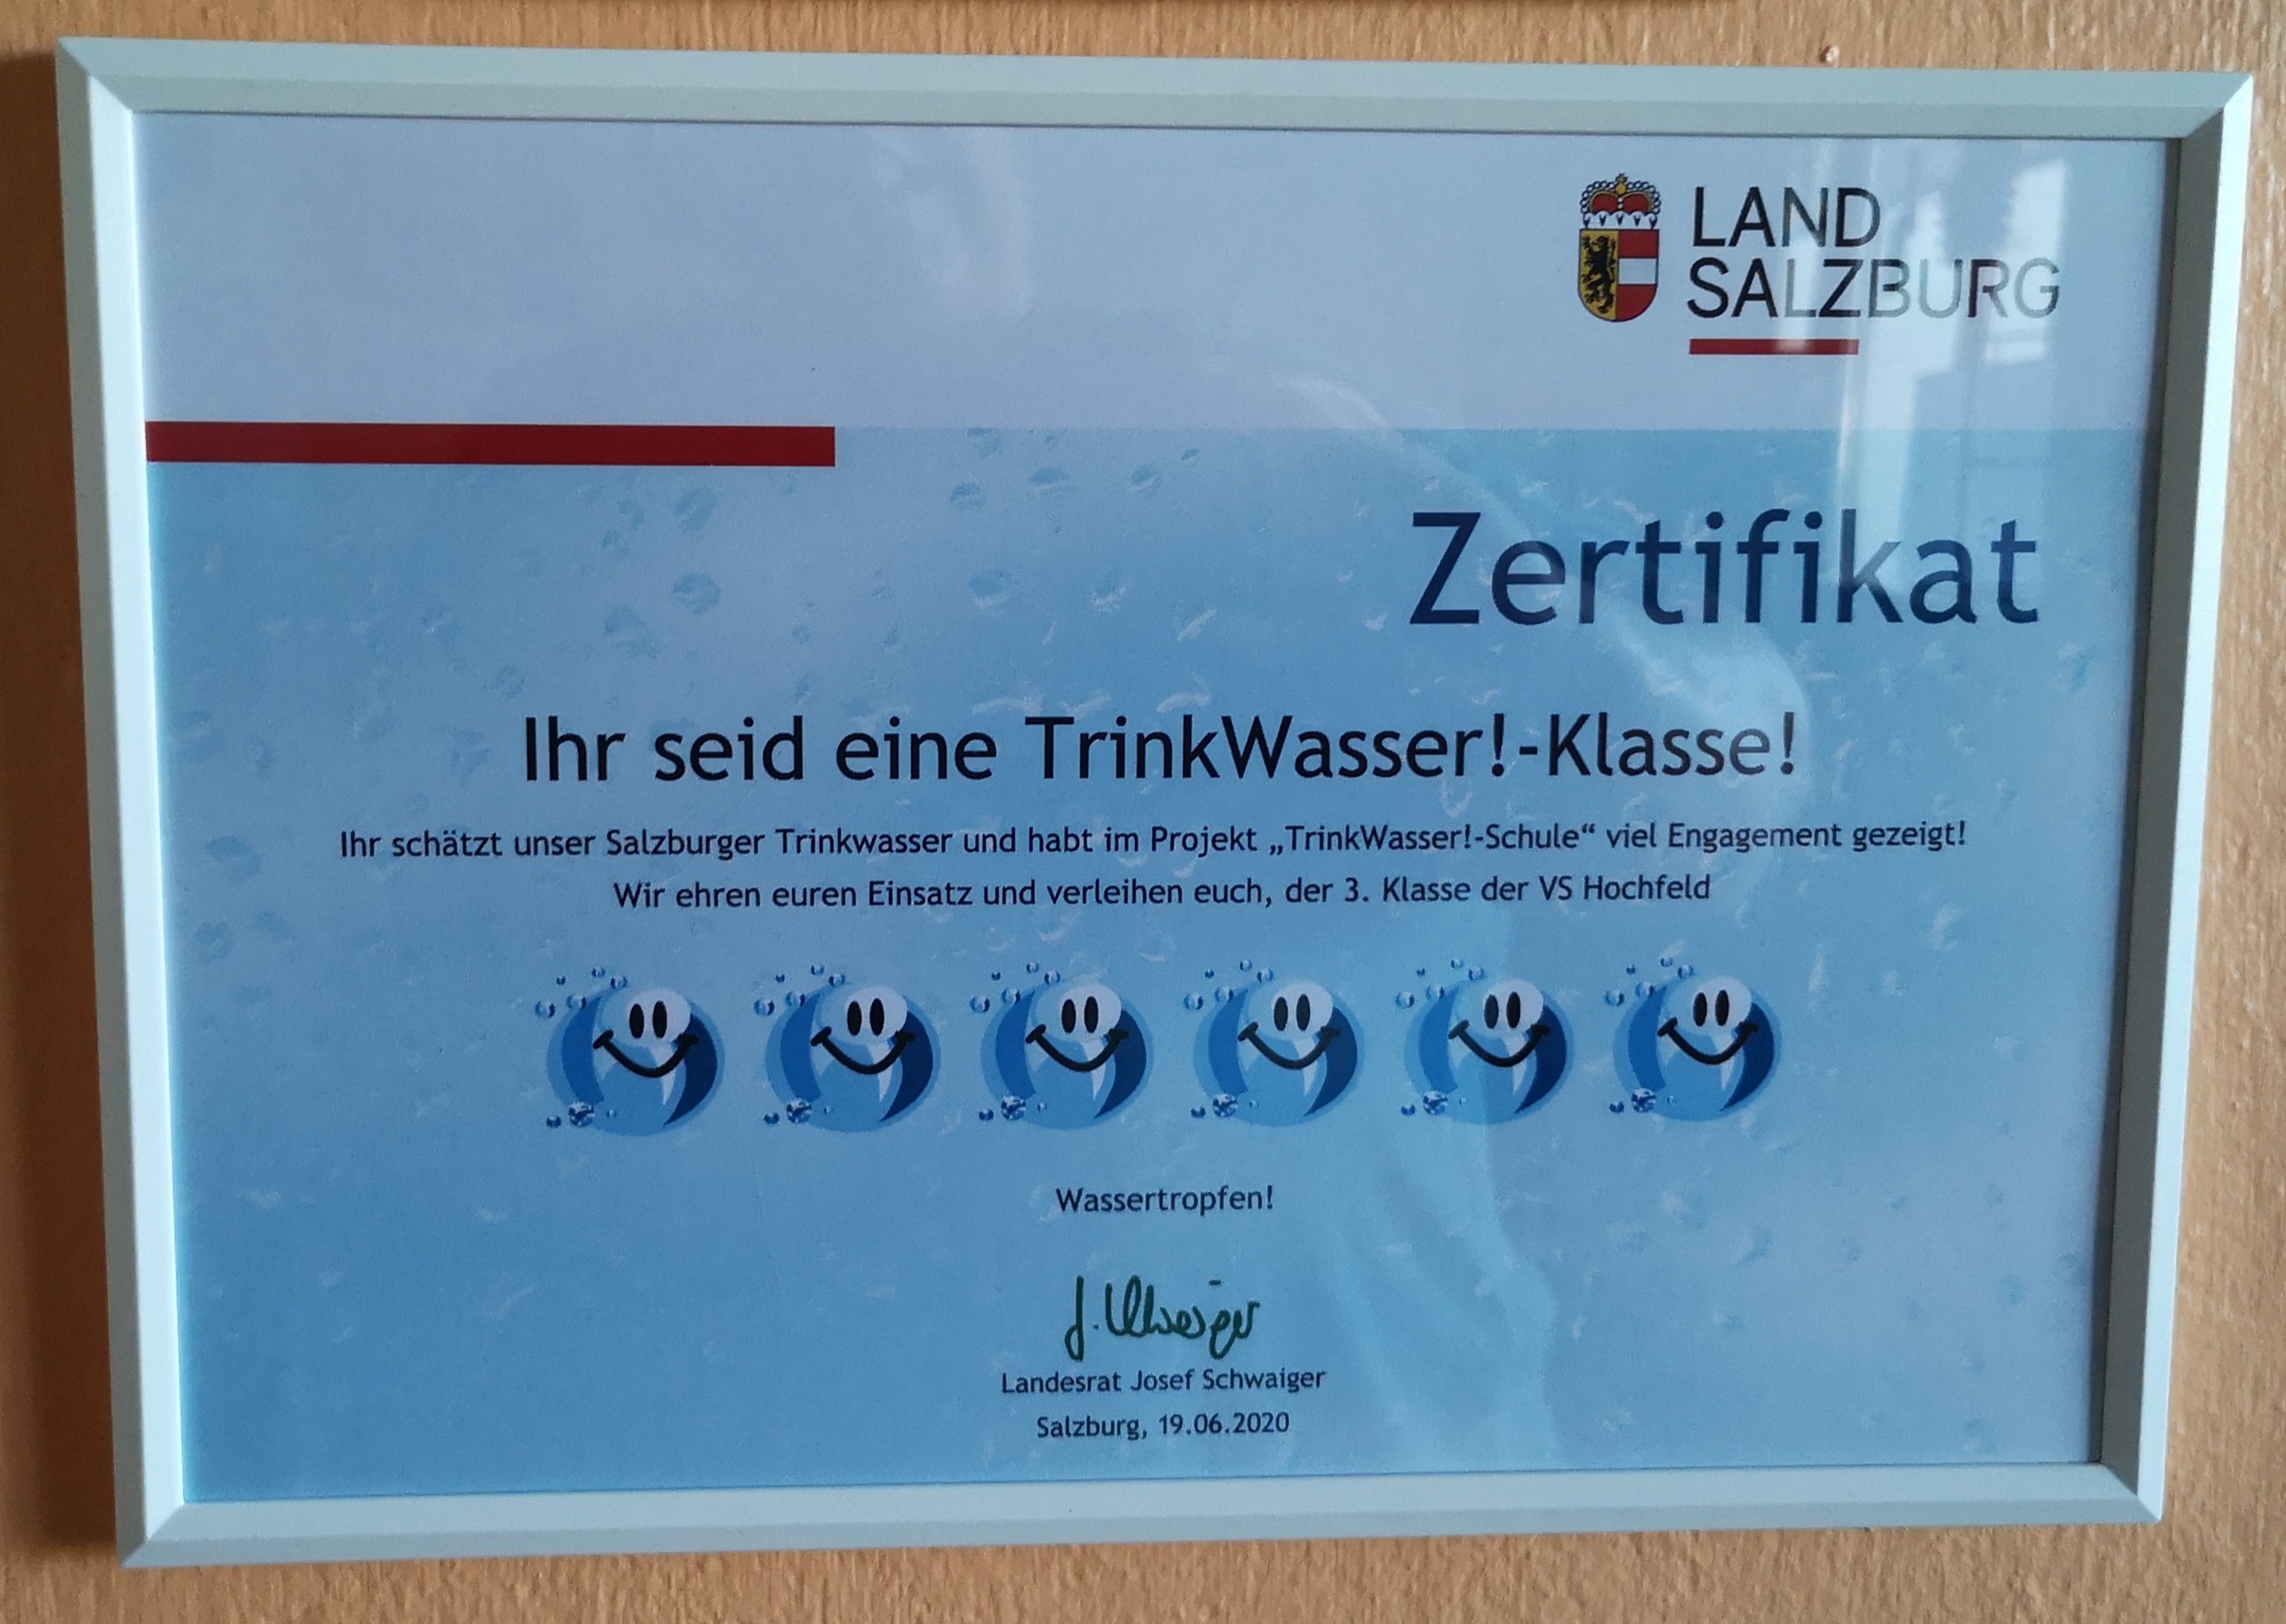 LAND
SALZBURG
Zertifikat
Ihr seid eine TrinkWasser!-Klasse!
Ihr schätzt unser Salzburger Trinkwasser und habt im Projekt „TrinkWasser!-Schule“ viel Engagement gezeigt!
Wir ehren euren Einsatz und verleihen euch, der 3. Klasse der VS Hochfeld
Wassertropfen!
J. Schwaiger
Landesrat Josef Schwaiger
Salzburg, 19.06.2020